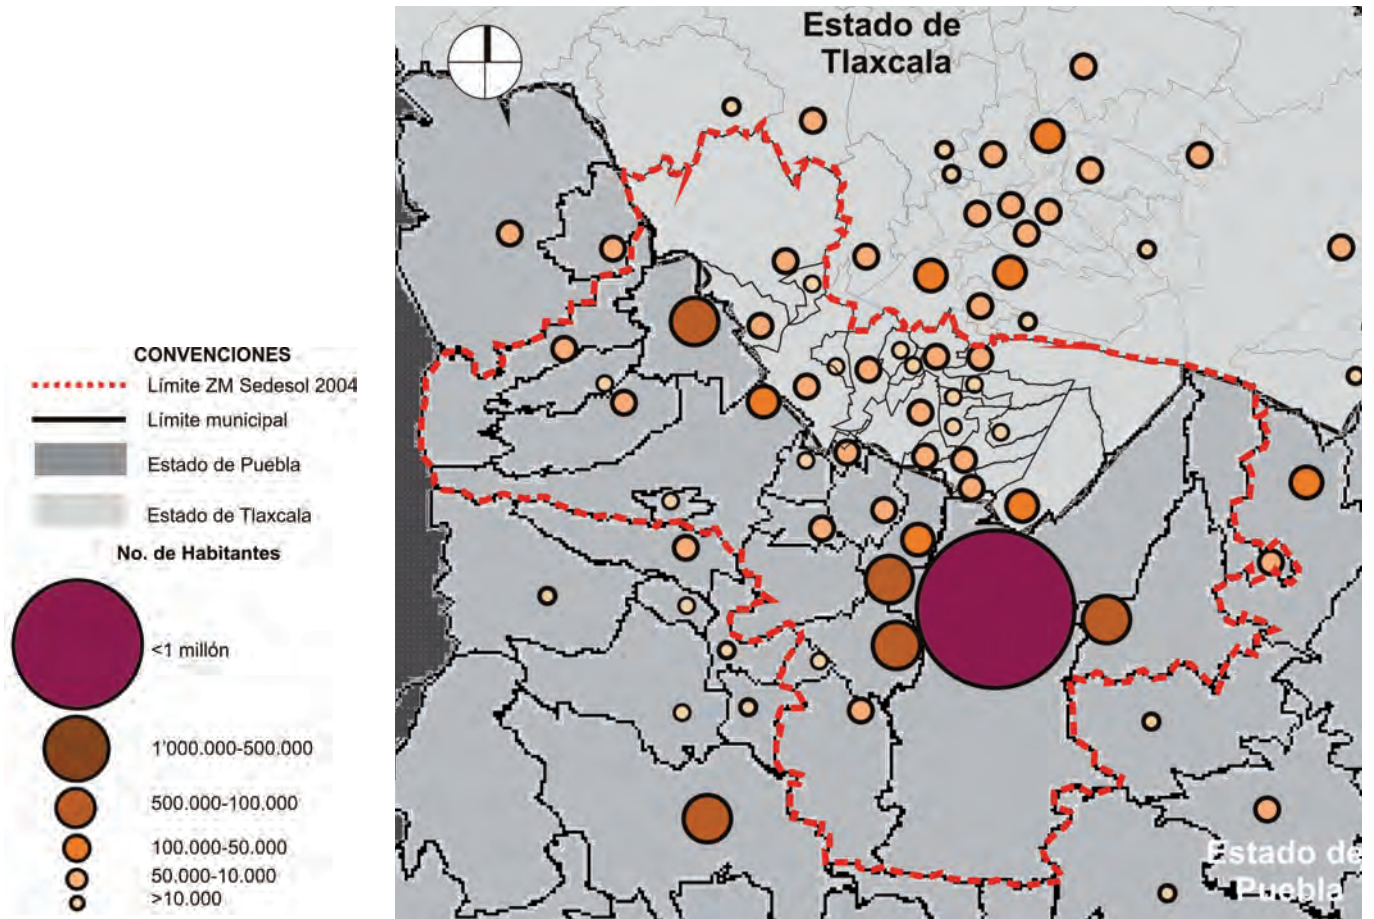 Estado de
Tlaxcala
CONVENCIONES
Límite ZM Sedesol 2004
Límite municipal
Estado de Puebla
Estado de Tlaxcala
No. de Habitantes
<1 millón
1'000.000-500.000
500.000-100.000
100.000-50.000
50.000-10.000
>10.000
Estado de
Puebla